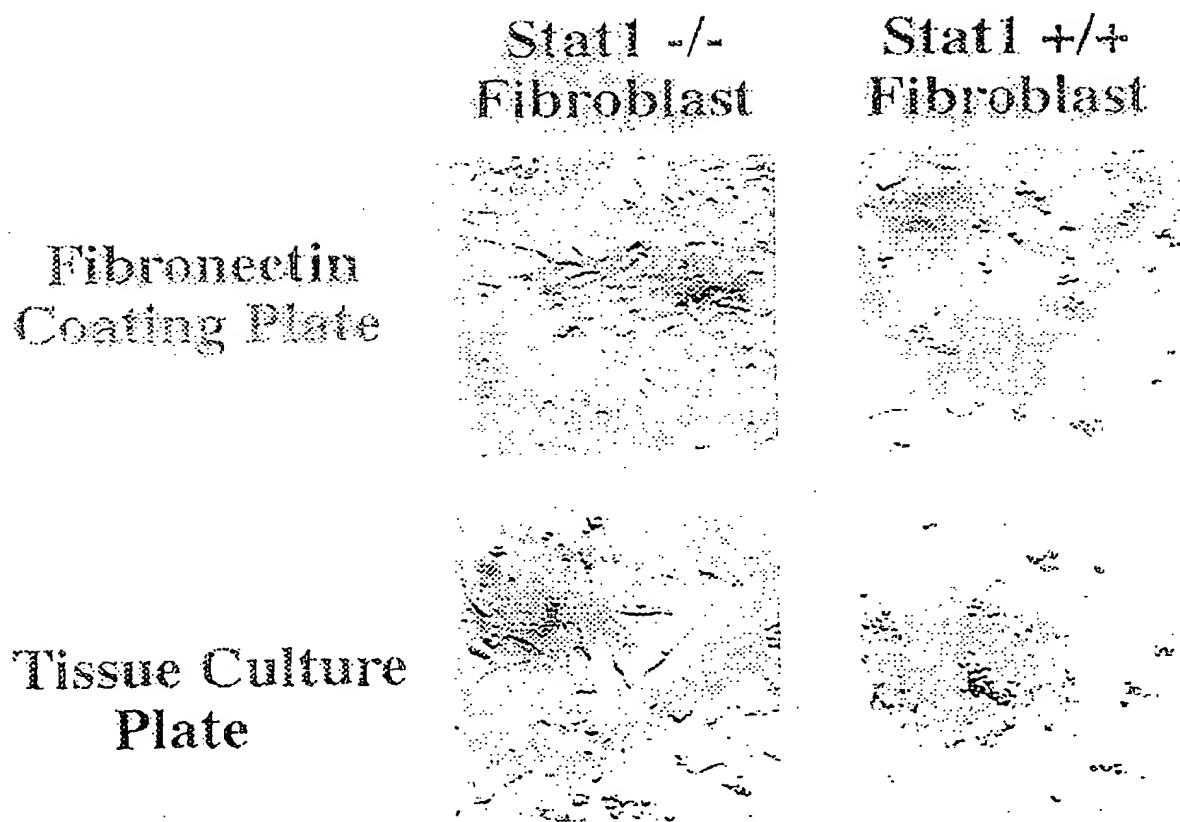 Stat1 -/-
Fibroblast
Stat1 +/+
Fibroblast
Fibronectin
Coating Plate
Tissue Culture
Plate